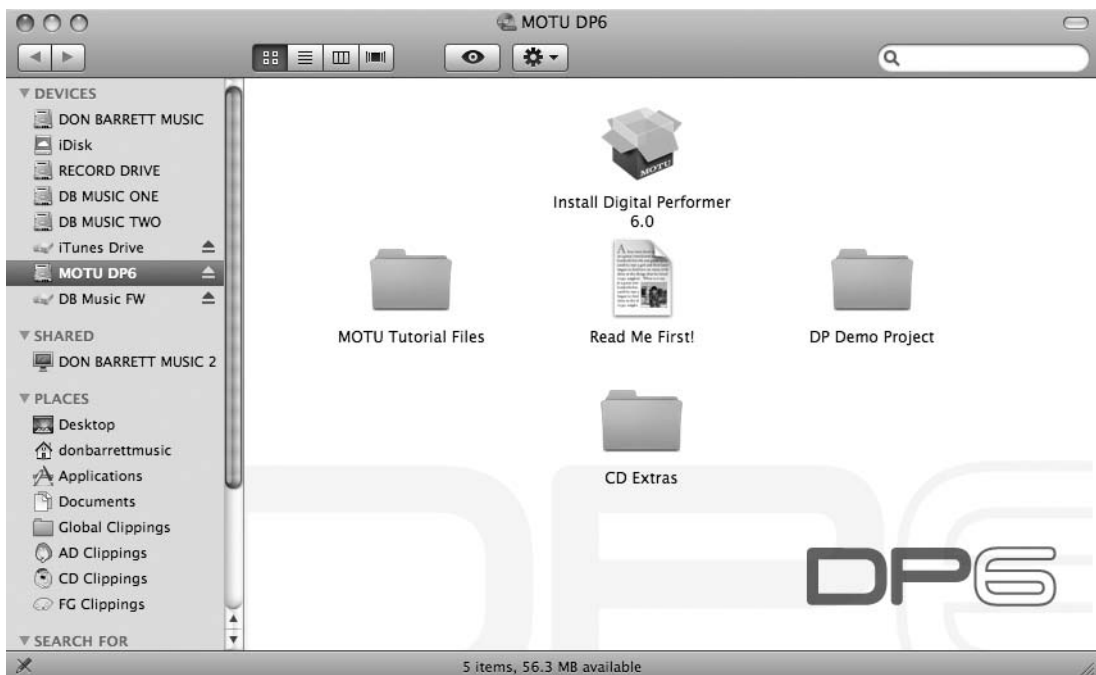 MOTU DP6
DEVICES
DON BARRETT MUSIC
iDisk
RECORD DRIVE
DB MUSIC ONE
DB MUSIC TWO
iTunes Drive
MOTU DP6
DB Music FW
SHARED
DON BARRETT MUSIC 2
PLACES
Desktop
donbarrettmusic
Applications
Documents
Global Clippings
AD Clippings
CD Clippings
FG Clippings
SEARCH FOR
MOTU
Install Digital Performer
6.0
MOTU Tutorial Files
Read Me First!
DP Demo Project
CD Extras
DP6
DP6
5 items, 56.3 MB available